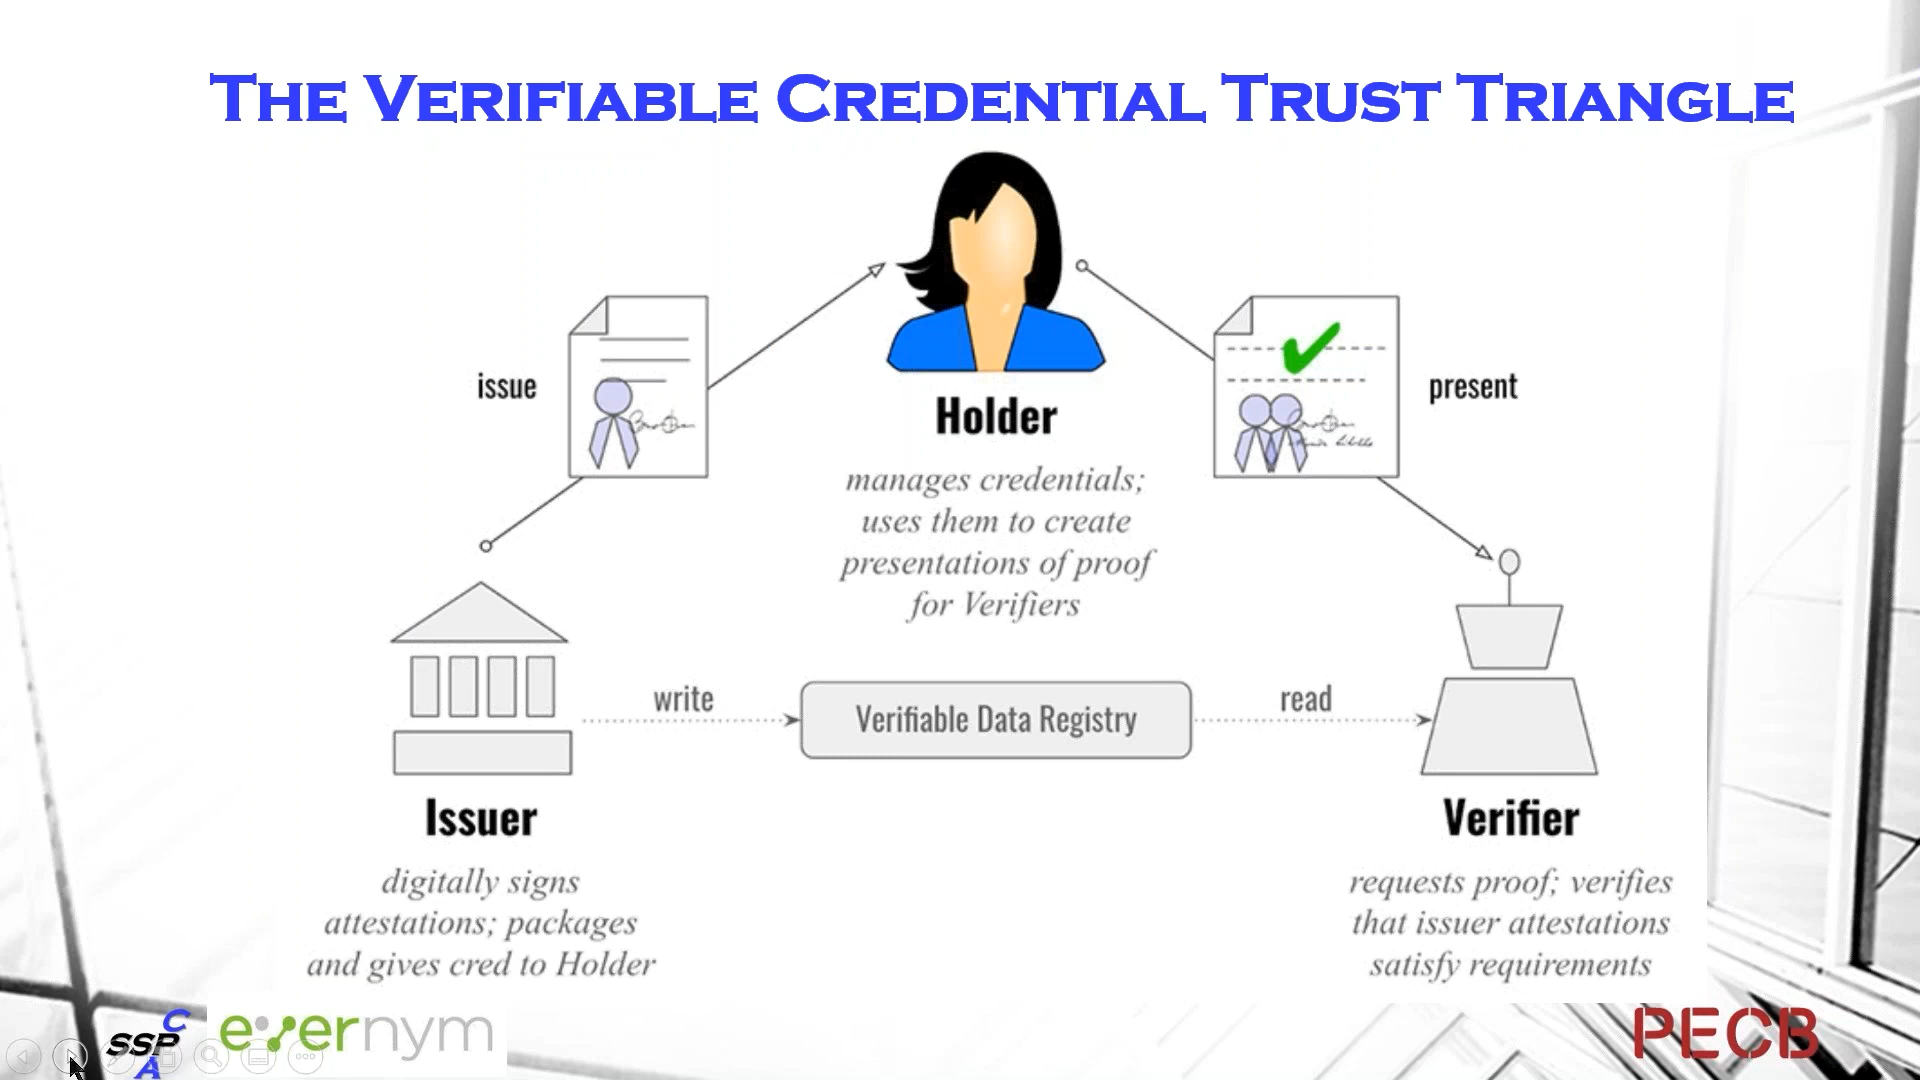 THE VERIFIABLE CREDENTIAL TRUST TRIANGLE
issue
present
Holder
manages credentials;
uses them to create
presentations of proof
for Verifiers
write
Verifiable Data Registry
read
Issuer
digitally signs
attestations; packages
and gives cred to Holder
Verifier
requests proof; verifies
that issuer attestations
satisfy requirements
SSP
C
A
evernym
PECB